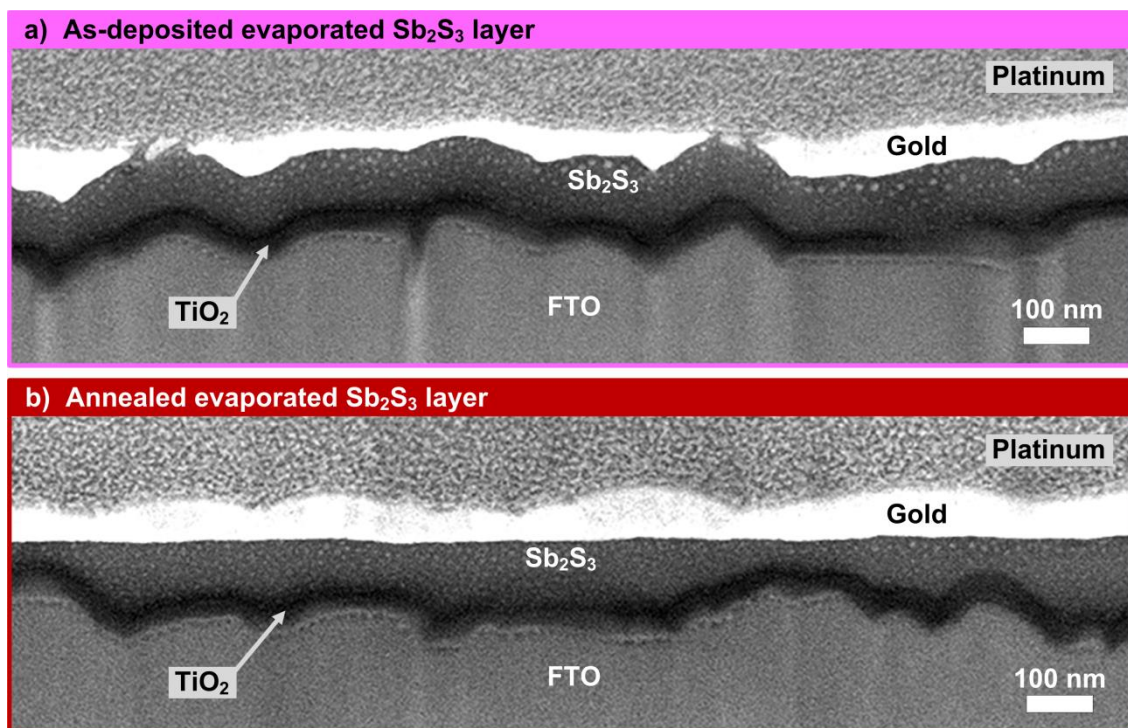 a) As-deposited evaporated Sb₂S₃ layer
Platinum
Gold
Sb₂S₃
TiO₂
FTO
100 nm
b) Annealed evaporated Sb₂S₃ layer
Platinum
Gold
Sb₂S₃
TiO₂
FTO
100 nm